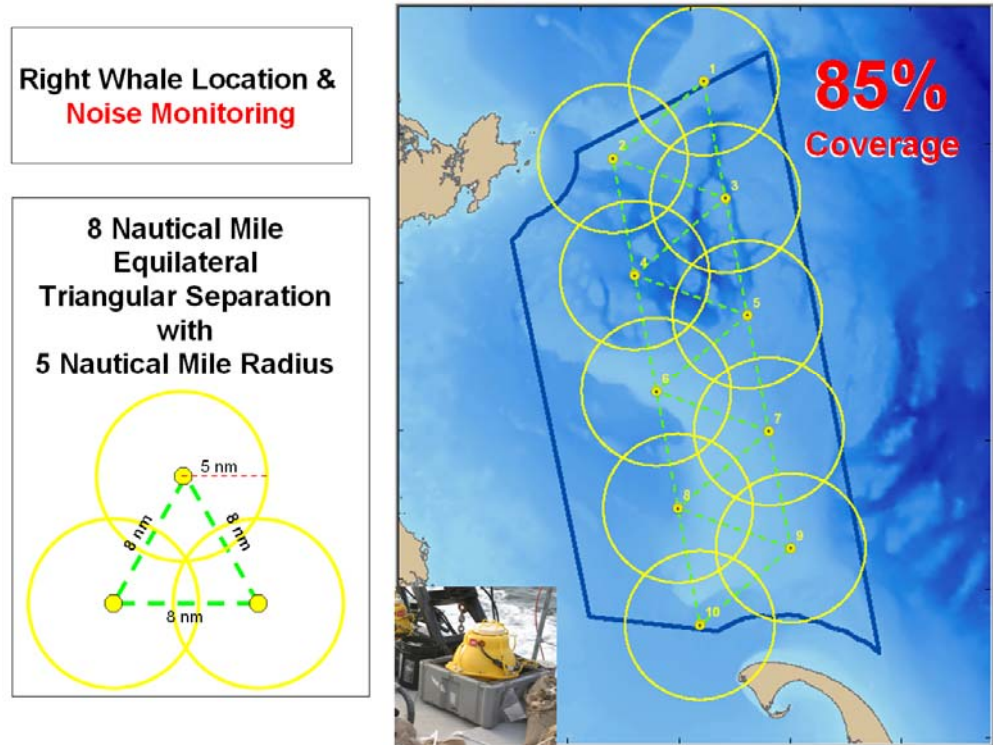 Right Whale Location &
Noise Monitoring
8 Nautical Mile
Equilateral
Triangular Separation
with
5 Nautical Mile Radius
5 nm
8 nm
8 nm
8 nm
85%
Coverage
1
2
3
4
5
6
7
8
9
10